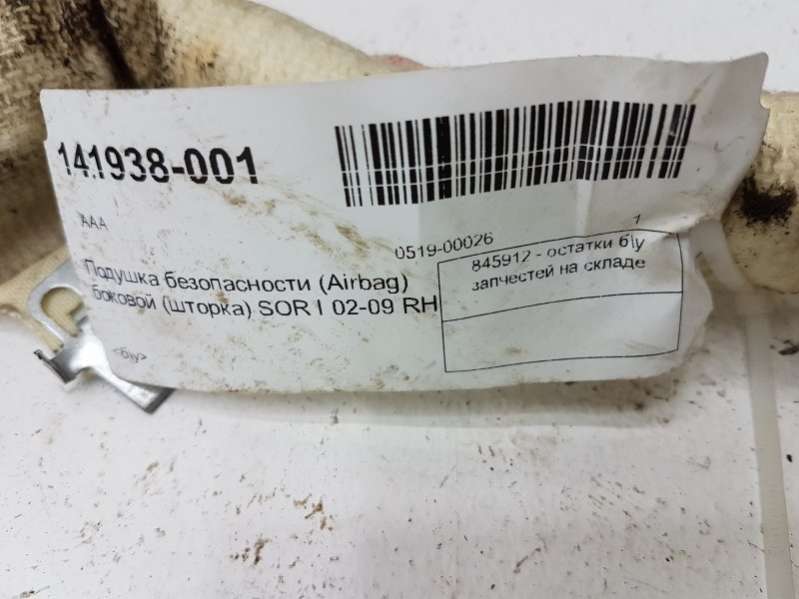 141938-001
AAA
0519-00026
1
Подушка безопасности (Airbag)
боковой (шторка) SOR I 02-09 RH
845912 - остатки б\у
запчестей на складе
<б\у>